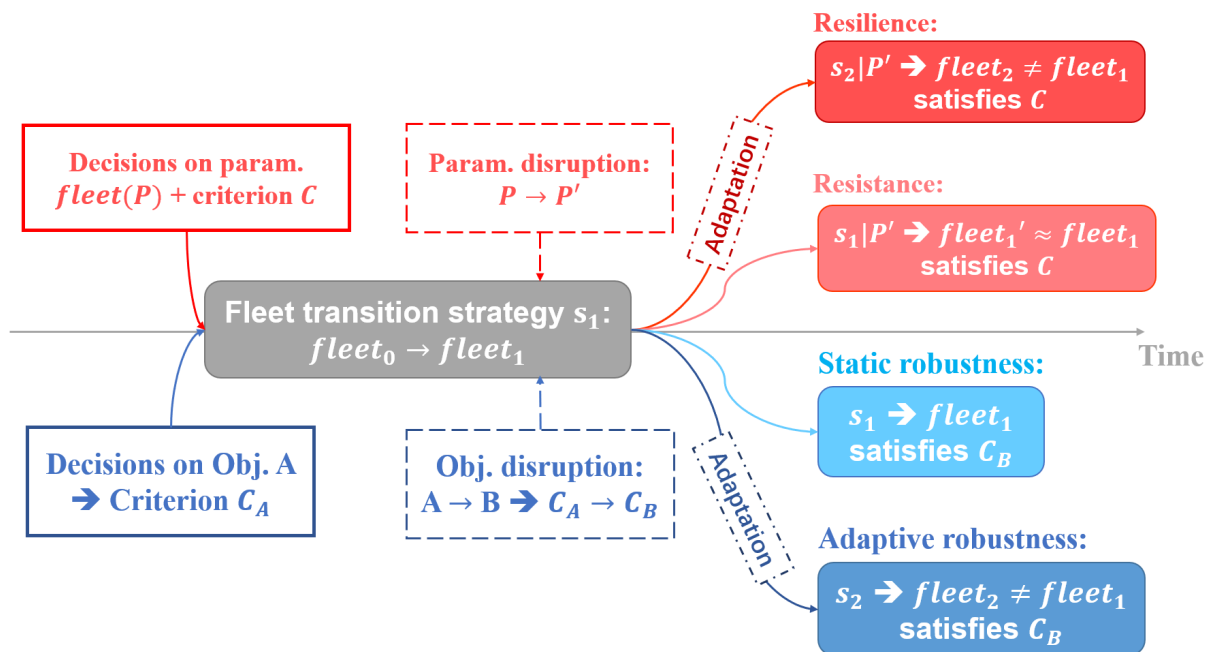 Resilience:
s₂|P′ ➔ fleet₂ ≠ fleet₁
satisfies C
Decisions on param.
fleet(P) + criterion C
Param. disruption:
P → P′
Adaptation
Resistance:
s₁|P′ ➔ fleet₁′ ≈ fleet₁
satisfies C
Fleet transition strategy s₁:
fleet₀ → fleet₁
Time
Static robustness:
s₁ ➔ fleet₁
satisfies C_B
Decisions on Obj. A
➔ Criterion C_A
Obj. disruption:
A → B ➔ C_A → C_B
Adaptation
Adaptive robustness:
s₂ ➔ fleet₂ ≠ fleet₁
satisfies C_B